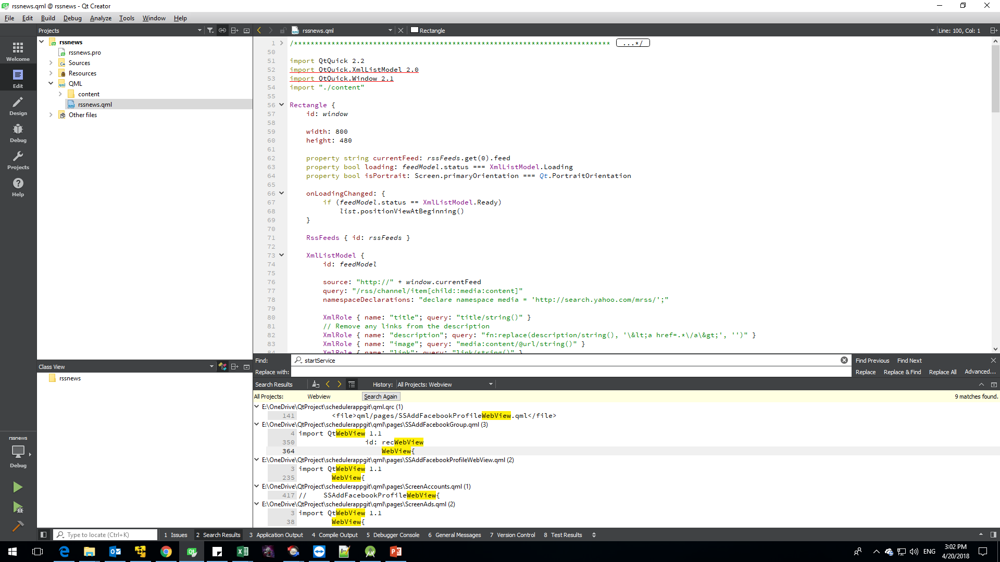 rssnews.qml @ rssnews - Qt Creator
File Edit Build Debug Analyze Tools Window Help
Projects
rssnews.qml
Rectangle
Line: 100, Col: 1
Welcome
Edit
Design
Debug
Projects
Help
rssnews
rssnews.pro
Sources
Resources
QML
content
rssnews.qml
Other files
1 /**************************************************************************** ...*/
50
51 import QtQuick 2.2
52 import QtQuick.XmlListModel 2.0
53 import QtQuick.Window 2.1
54 import "./content"
55
56 Rectangle {
57 id: window
58
59 width: 800
60 height: 480
61
62 property string currentFeed: rssFeeds.get(0).feed
63 property bool loading: feedModel.status === XmlListModel.Loading
64 property bool isPortrait: Screen.primaryOrientation === Qt.PortraitOrientation
65
66 onLoadingChanged: {
67 if (feedModel.status == XmlListModel.Ready)
68 list.positionViewAtBeginning()
69 }
70
71 RssFeeds { id: rssFeeds }
72
73 XmlListModel {
74 id: feedModel
75
76 source: "http://" + window.currentFeed
77 query: "/rss/channel/item[child::media:content]"
78 namespaceDeclarations: "declare namespace media = 'http://search.yahoo.com/mrss/';"
79
80 XmlRole { name: "title"; query: "title/string()" }
81 // Remove any links from the description
82 XmlRole { name: "description"; query: "fn:replace(description/string(), '\&lt;a href=.*\/a\&gt;', '')" }
83 XmlRole { name: "image"; query: "media:content/@url/string()" }
84 XmlRole { name: "link"; query: "link/string()" }
Class View
rssnews
Find: startService
Find Previous Find Next
Replace with:
Replace Replace & Find Replace All Advanced...
Search Results
History: All Projects: Webview
All Projects: Webview Search Again 9 matches found.
E:\OneDrive\QtProject\schedulerappgit\qml.qrc (1)
141 <file>qml/pages/SSAddFacebookProfileWebView.qml</file>
E:\OneDrive\QtProject\schedulerappgit\qml\pages\SSAddFacebookGroup.qml (3)
4 import QtWebView 1.1
350 id: recWebView
364 WebView{
E:\OneDrive\QtProject\schedulerappgit\qml\pages\SSAddFacebookProfileWebView.qml (2)
3 import QtWebView 1.1
235 WebView{
E:\OneDrive\QtProject\schedulerappgit\qml\pages\ScreenAccounts.qml (1)
417 // SSAddFacebookProfileWebView{
E:\OneDrive\QtProject\schedulerappgit\qml\pages\ScreenAds.qml (2)
3 import QtWebView 1.1
38 WebView{
rssnews
Debug
Type to locate (Ctrl+K)
1 Issues 2 Search Results 3 Application Output 4 Compile Output 5 Debugger Console 6 General Messages 7 Version Control 8 Test Results
ENG
3:02 PM
4/20/2018